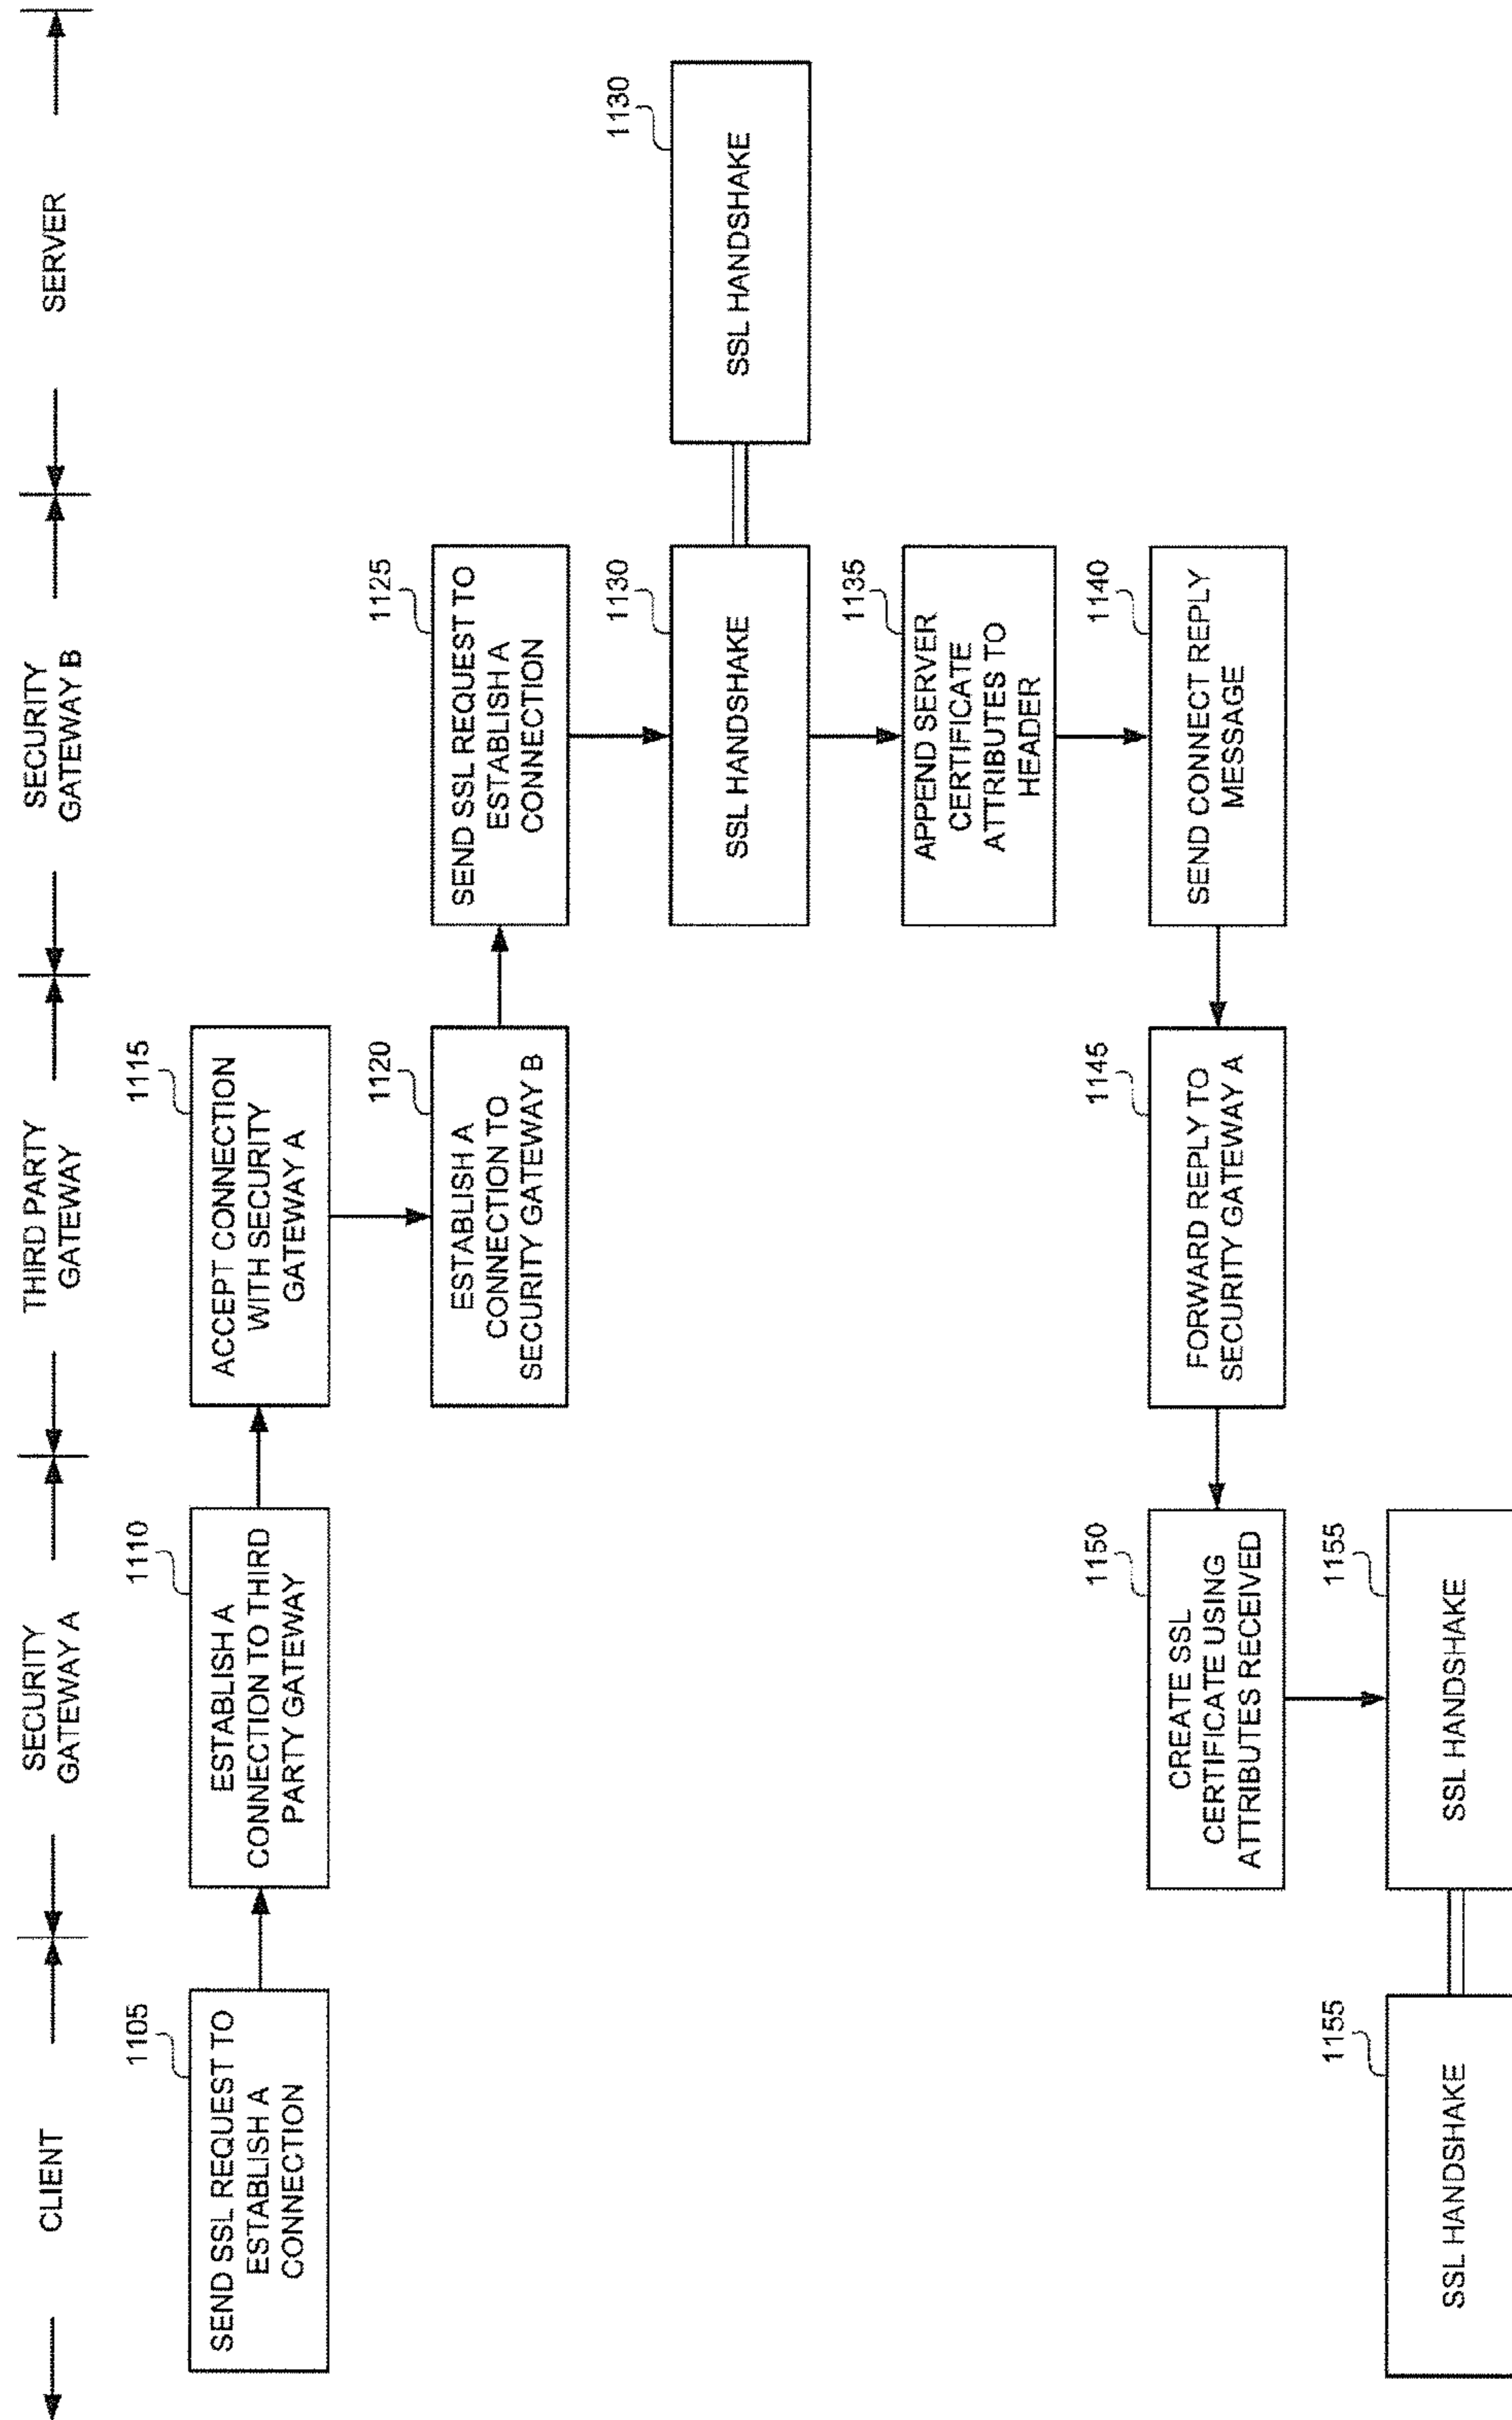 CLIENT
SECURITY
GATEWAY A
THIRD PARTY
GATEWAY
SECURITY
GATEWAY B
SERVER
1105
SEND SSL REQUEST TO
ESTABLISH A
CONNECTION
1110
ESTABLISH A
CONNECTION TO THIRD
PARTY GATEWAY
1115
ACCEPT CONNECTION
WITH SECURITY
GATEWAY A
1120
ESTABLISH A
CONNECTION TO
SECURITY GATEWAY B
1125
SEND SSL REQUEST TO
ESTABLISH A
CONNECTION
1130
SSL HANDSHAKE
1130
SSL HANDSHAKE
1135
APPEND SERVER
CERTIFICATE
ATTRIBUTES TO
HEADER
1140
SEND CONNECT REPLY
MESSAGE
1145
FORWARD REPLY TO
SECURITY GATEWAY A
1150
CREATE SSL
CERTIFICATE USING
ATTRIBUTES RECEIVED
1155
SSL HANDSHAKE
1155
SSL HANDSHAKE